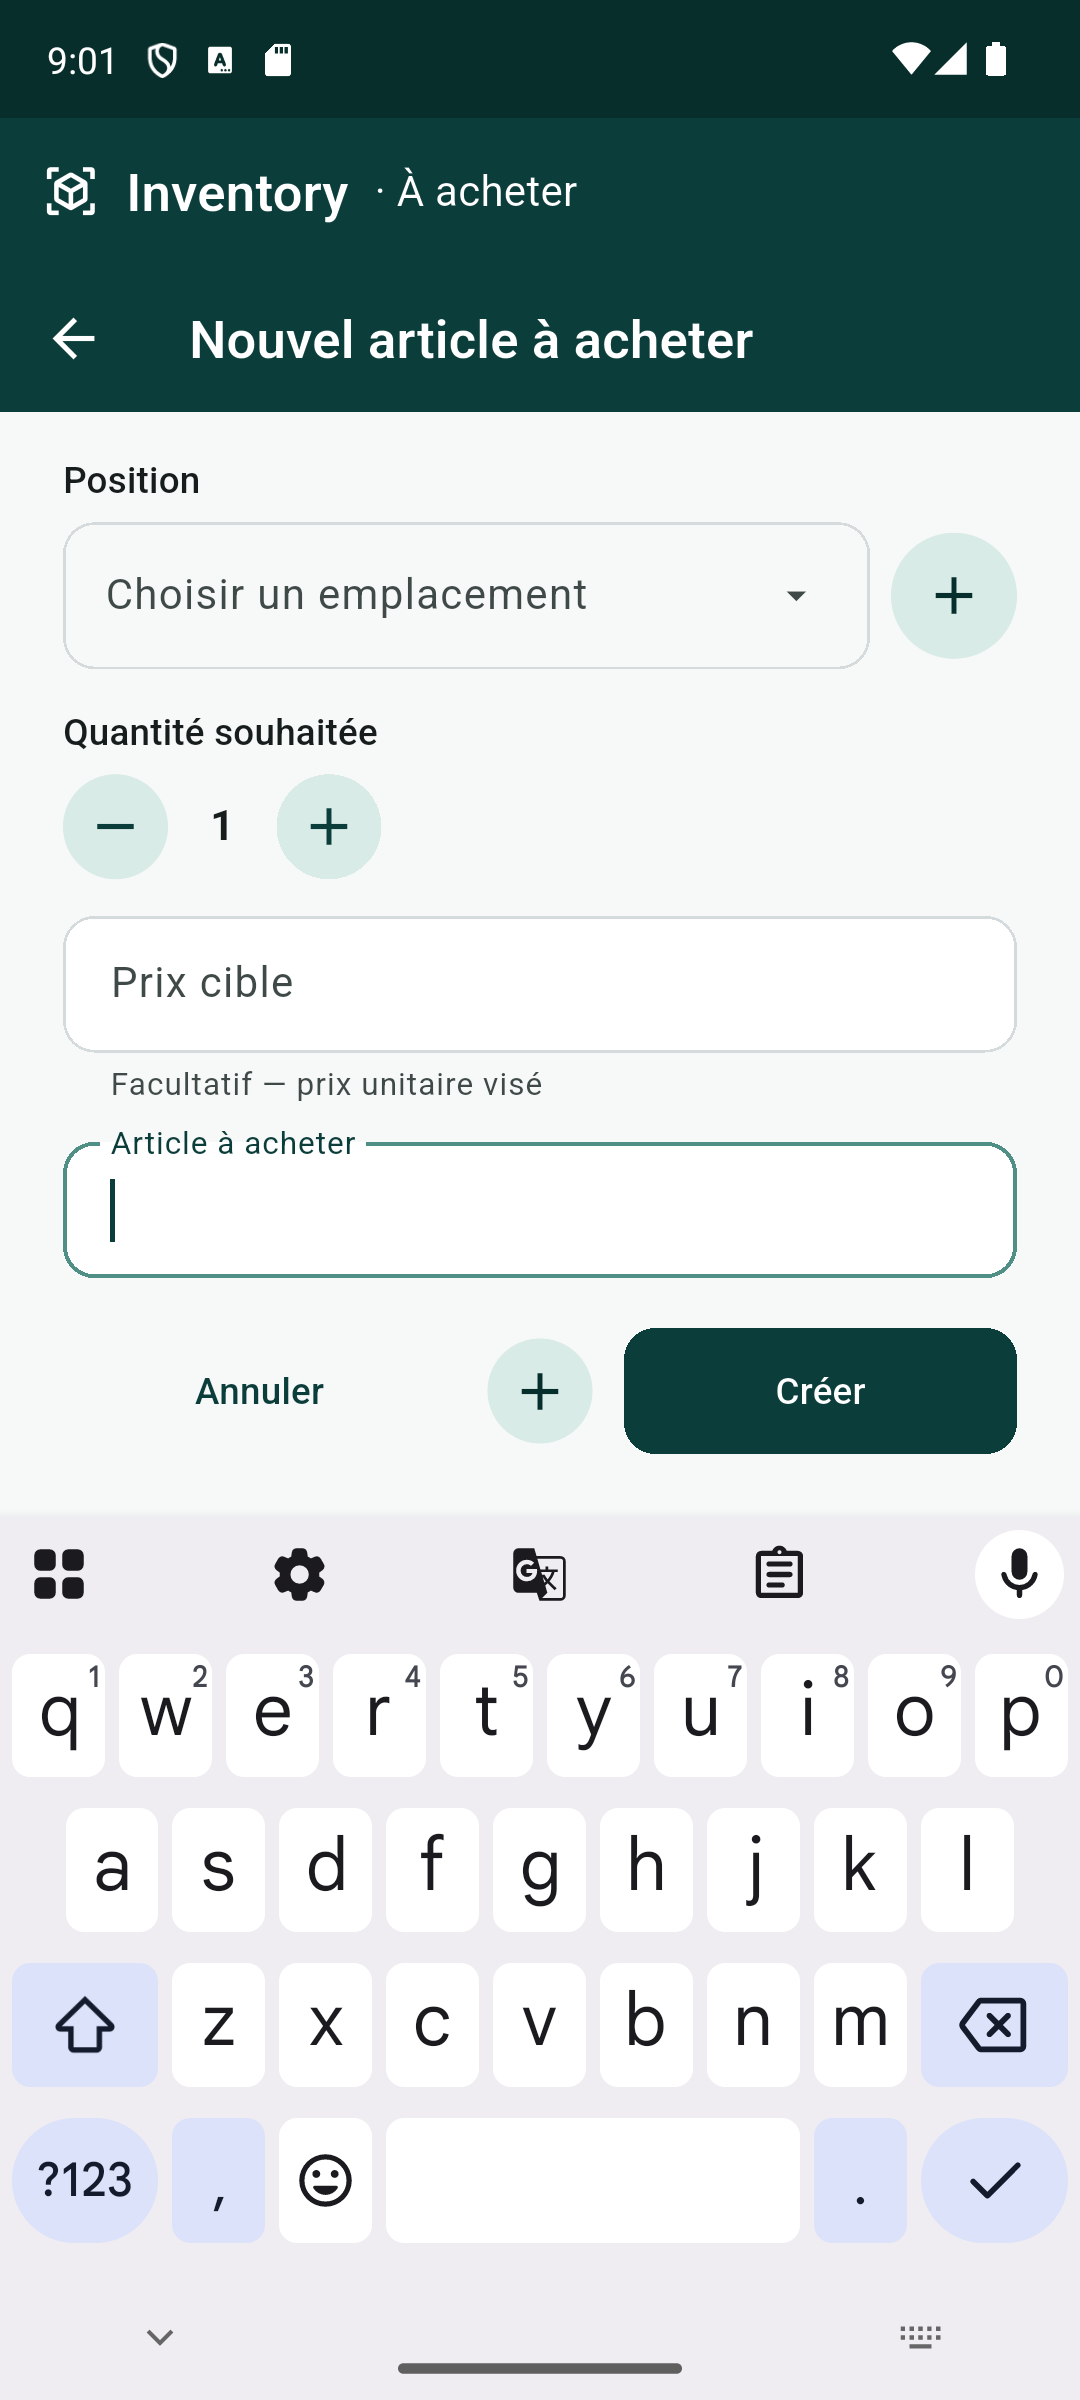 9:01
Inventory · À acheter
Nouvel article à acheter
Position
Choisir un emplacement
Quantité souhaitée
1
Prix cible
Facultatif — prix unitaire visé
Article à acheter
Annuler
Créer
q1 w2 e3 r4 t5 y6 u7 i8 o9 p0
a s d f g h j k l
z x c v b n m
?123 , .